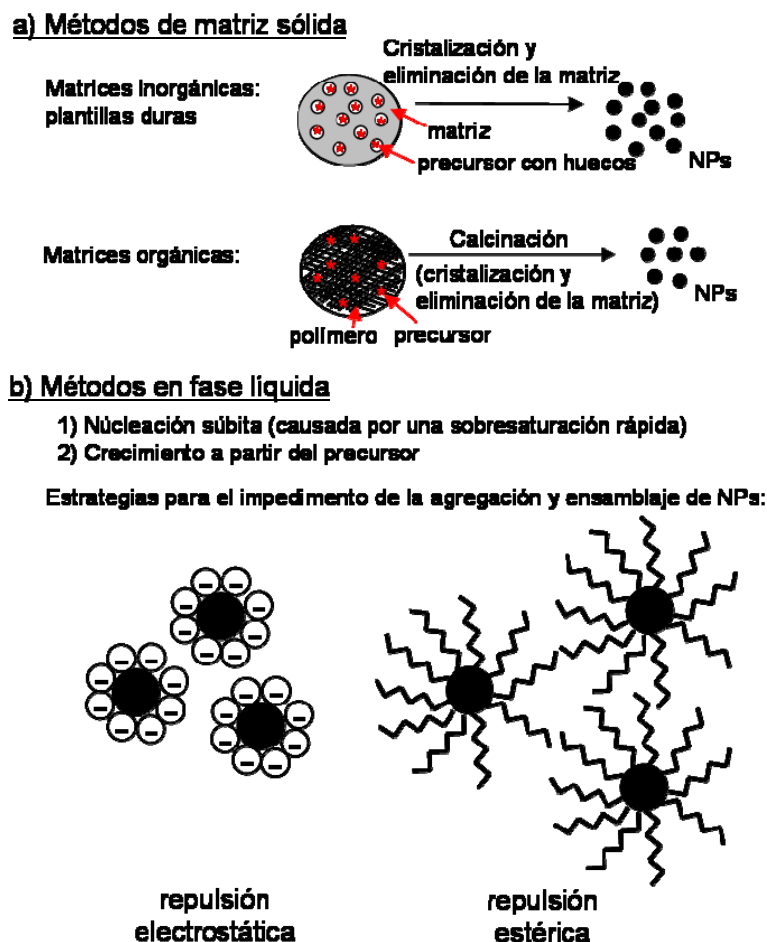 a) Métodos de matriz sólida
Matrices inorgánicas:
plantillas duras
Cristalización y
eliminación de la matriz
matriz
precursor con huecos
NPs
Matrices orgánicas:
Calcinación
(cristalización y
eliminación de la matriz)
NPs
polímero precursor
b) Métodos en fase líquida
1) Núcleación súbita (causada por una sobresaturación rápida)
2) Crecimiento a partir del precursor
Estrategias para el impedimento de la agregación y ensamblaje de NPs:
repulsión
electrostática
repulsión
estérica